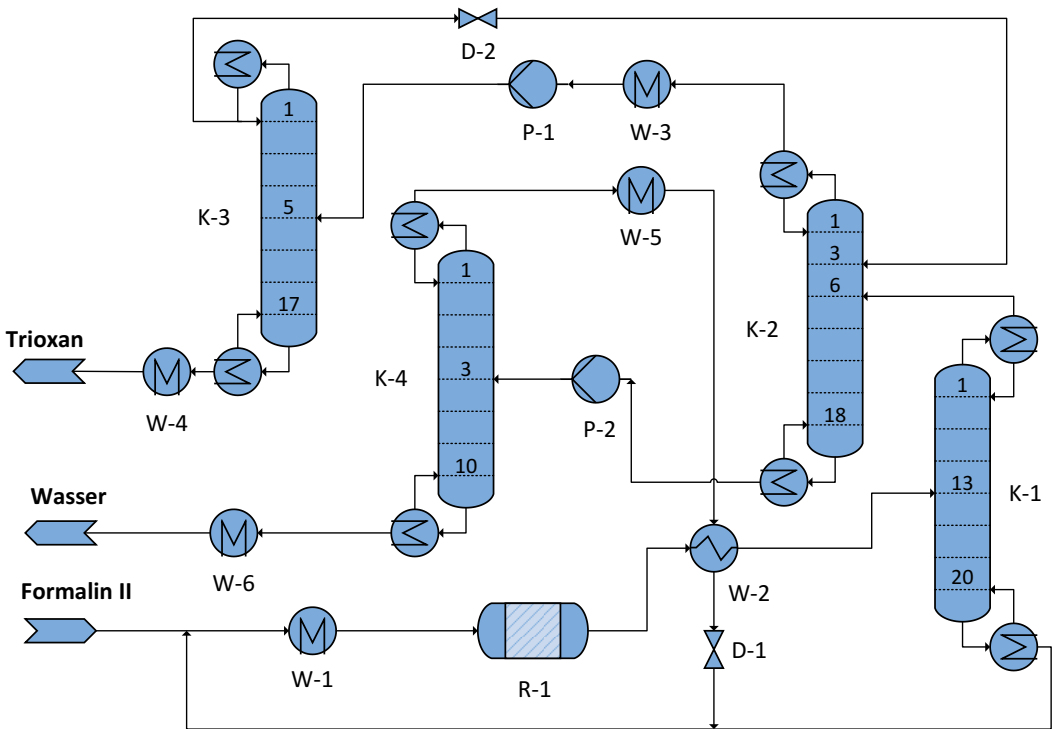 D-2
1
P-1
W-3
K-3
5
1
W-5
3
1
6
17
K-2
Trioxan
K-4
3
1
W-4
P-2
18
10
Wasser
13
K-1
W-6
W-2
20
Formalin II
D-1
W-1
R-1